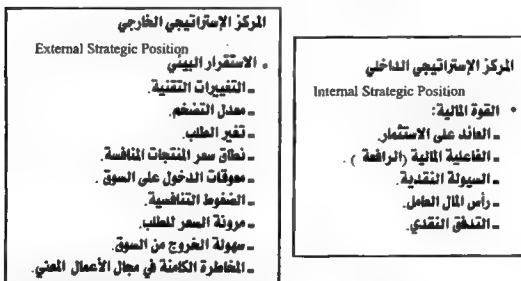 المركز الإستراتيجي الخارجي
External Strategic Position
• الاستقرار البيئي
- التغييرات التقنية.
- معدل التضخم.
- تغير الطلب.
- نطاق سعر المنتجات المنافسة.
- معوقات الدخول على السوق .
- الضغوط التنافسية.
- مرونة السعر للطلب.
- سهولة الخروج من السوق.
- المخاطرة الكامنة في مجال الأعمال المعني.
المركز الإستراتيجي الداخلي
Internal Strategic Position
• القوة المالية:
- العائد على الاستثمار.
- الفاعلية المالية (الرافعة ) .
- السيولة النقدية.
- رأس المال العامل.
- التدفق النقدي.